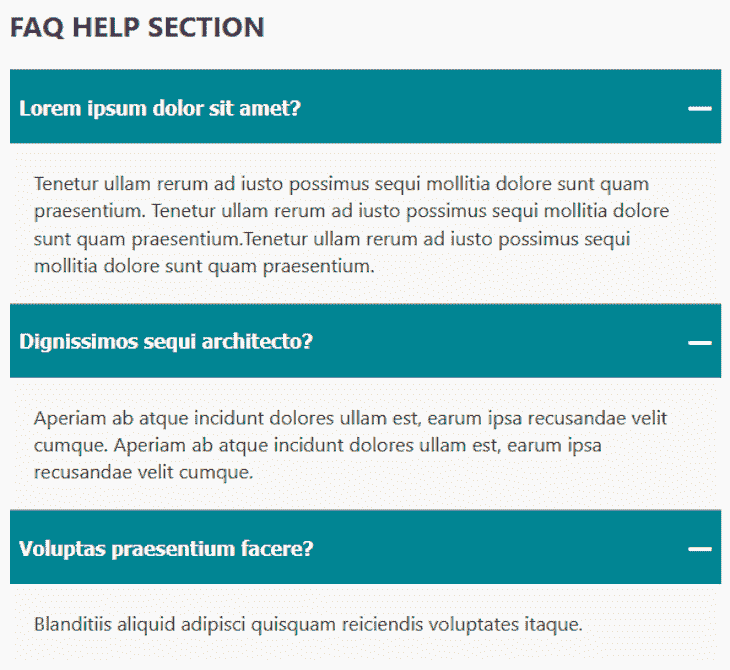 FAQ HELP SECTION
Lorem ipsum dolor sit amet?
Tenetur ullam rerum ad iusto possimus sequi mollitia dolore sunt quam
praesentium. Tenetur ullam rerum ad iusto possimus sequi mollitia dolore
sunt quam praesentium.Tenetur ullam rerum ad iusto possimus sequi
mollitia dolore sunt quam praesentium.
Dignissimos sequi architecto?
Aperiam ab atque incidunt dolores ullam est, earum ipsa recusandae velit
cumque. Aperiam ab atque incidunt dolores ullam est, earum ipsa
recusandae velit cumque.
Voluptas praesentium facere?
Blanditiis aliquid adipisci quisquam reiciendis voluptates itaque.